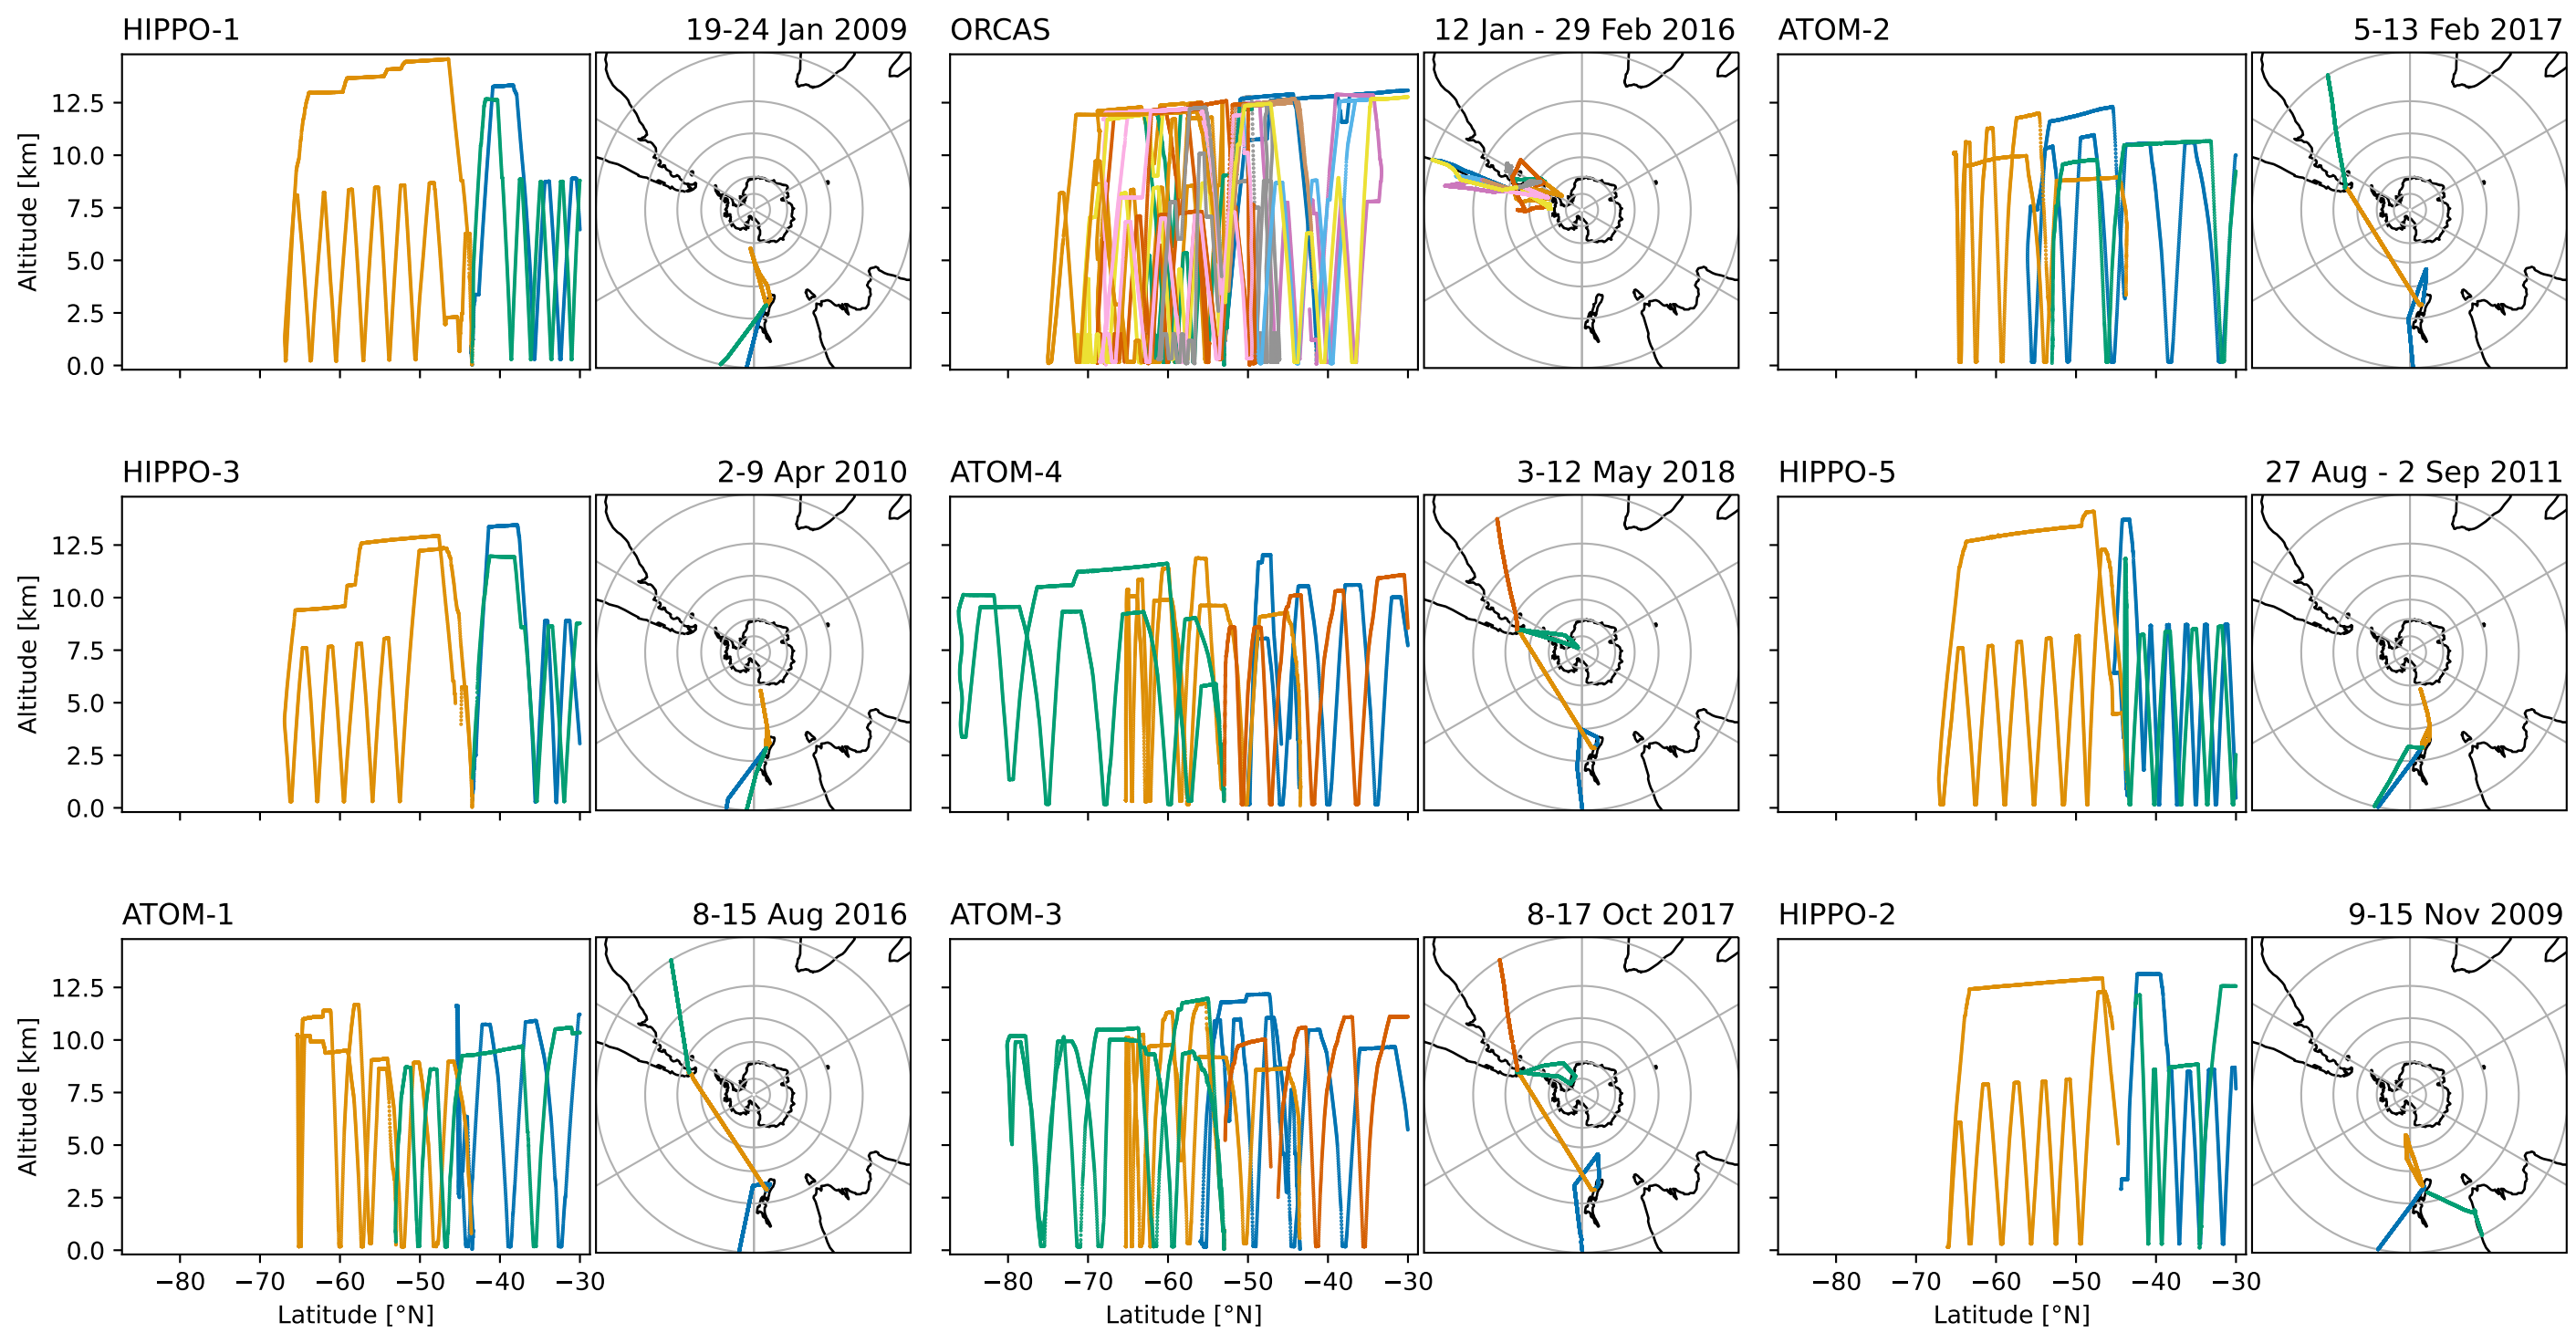 HIPPO-1 19-24 Jan 2009 ORCAS 12 Jan - 29 Feb 2016 ATOM-2 5-13 Feb 2017
Altitude [km]
12.5
10.0
7.5
5.0
2.5
0.0
HIPPO-3 2-9 Apr 2010 ATOM-4 3-12 May 2018 HIPPO-5 27 Aug - 2 Sep 2011
Altitude [km]
12.5
10.0
7.5
5.0
2.5
0.0
ATOM-1 8-15 Aug 2016 ATOM-3 8-17 Oct 2017 HIPPO-2 9-15 Nov 2009
Altitude [km]
12.5
10.0
7.5
5.0
2.5
0.0
−80 −70 −60 −50 −40 −30 −80 −70 −60 −50 −40 −30 −80 −70 −60 −50 −40 −30
Latitude [°N] Latitude [°N] Latitude [°N]